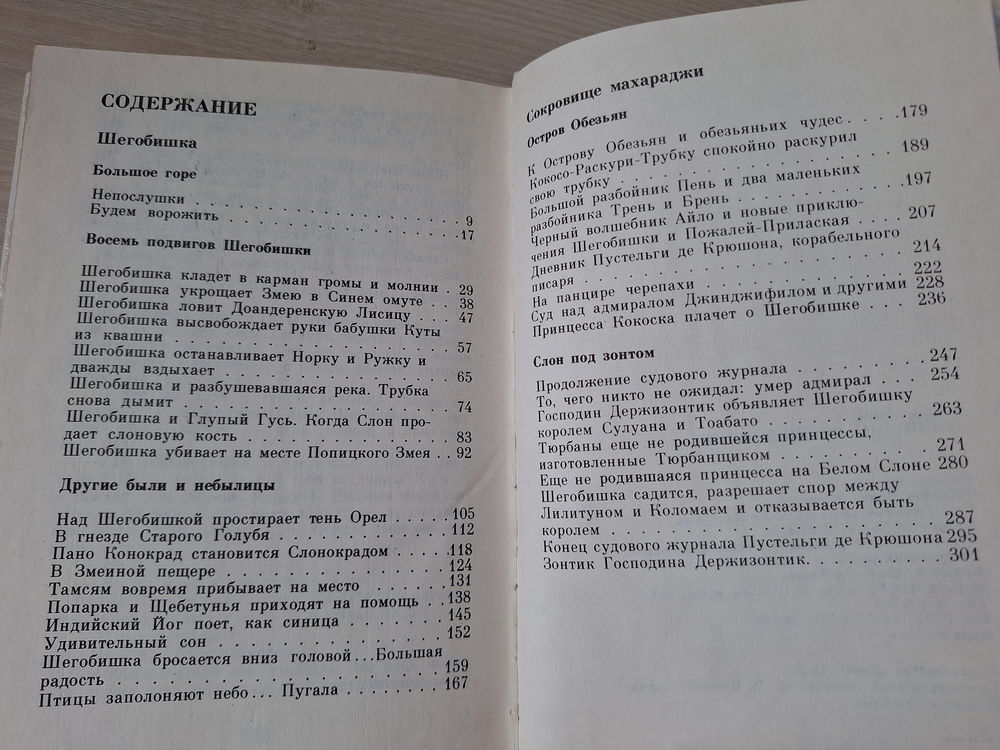 СОДЕРЖАНИЕ
Шегобишка
Большое горе
Непослушки . . . . . . . . . . . . . . . . 9
Будем ворожить . . . . . . . . . . . . . . 17
Восемь подвигов Шегобишки
Шегобишка кладет в карман громы и молнии . 29
Шегобишка укрощает Змею в Синем омуте . . 38
Шегобишка ловит Доандеренскую Лисицу . . . 47
Шегобишка высвобождает руки бабушки Куты
из квашни . . . . . . . . . . . . . . . . 57
Шегобишка останавливает Норку и Ружку и
дважды вздыхает . . . . . . . . . . . . . 65
Шегобишка и разбушевавшаяся река. Трубка
снова дымит . . . . . . . . . . . . . . . 74
Шегобишка и Глупый Гусь. Когда Слон про-
дает слоновую кость . . . . . . . . . . . 83
Шегобишка убивает на месте Попицкого Змея . . 92
Другие были и небылицы
Над Шегобишкой простирает тень Орел . . . . . 105
В гнезде Старого Голубя . . . . . . . . . . 112
Пано Конокрад становится Слонокрадом . . . . . 118
В Змеиной пещере . . . . . . . . . . . . . 124
Тамсям вовремя прибывает на место . . . . . . 131
Попарка и Щебетунья приходят на помощь . . 138
Индийский Йог поет, как синица . . . . . . . 145
Удивительный сон . . . . . . . . . . . . . 152
Шегобишка бросается вниз головой...Большая
радость . . . . . . . . . . . . . . . . . 159
Птицы заполоняют небо... Пугала . . . . . . . 167
Сокровище махараджи
Остров Обезьян
К Острову Обезьян и обезьяньих чудес . . . . 179
Кокосо-Раскури-Трубку спокойно раскурил
свою трубку . . . . . . . . . . . . . . . 189
Большой разбойник Пень и два маленьких
разбойника Трень и Брень . . . . . . . . . . 197
Черный волшебник Айло и новые приклю-
чения Шегобишки и Пожалей-Прилаская . . . . 207
Дневник Пустельги де Крюшона, корабельного
писаря . . . . . . . . . . . . . . . . . 214
На панцире черепахи . . . . . . . . . . . . 222
Суд над адмиралом Джинджифилом и другими 228
Принцесса Кокоска плачет о Шегобишке . . . 236
Слон под зонтом
Продолжение судового журнала . . . . . . . . 247
То, чего никто не ожидал: умер адмирал . . . 254
Господин Держизонтик объявляет Шегобишку
королем Сулуана и Тоабато . . . . . . . . . 263
Тюрбаны еще не родившейся принцессы,
изготовленные Тюрбанщиком . . . . . . . . . 271
Еще не родившаяся принцесса на Белом Слоне 280
Шегобишка садится, разрешает спор между
Лилитуном и Коломаем и отказывается быть
королем . . . . . . . . . . . . . . . . . 287
Конец судового журнала Пустельги де Крюшона 295
Зонтик Господина Держизонтик. . . . . . . . . 301